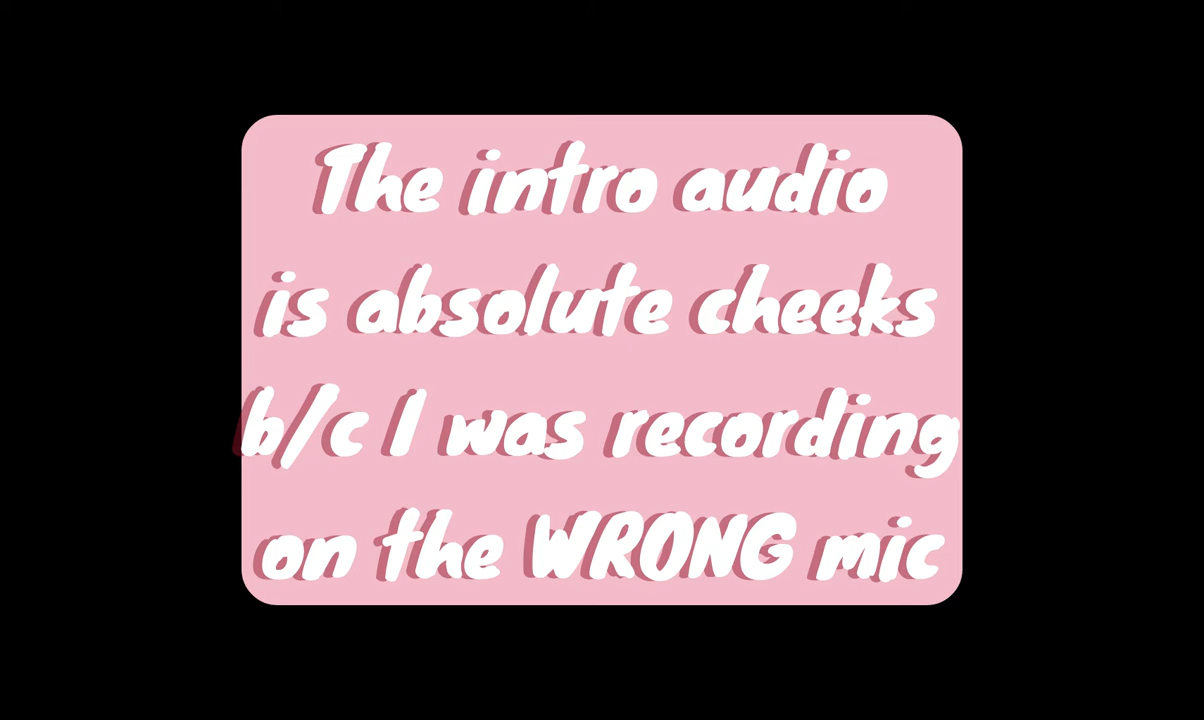 The intro audio
is absolute cheeks
b/c I was recording
on the WRONG mic